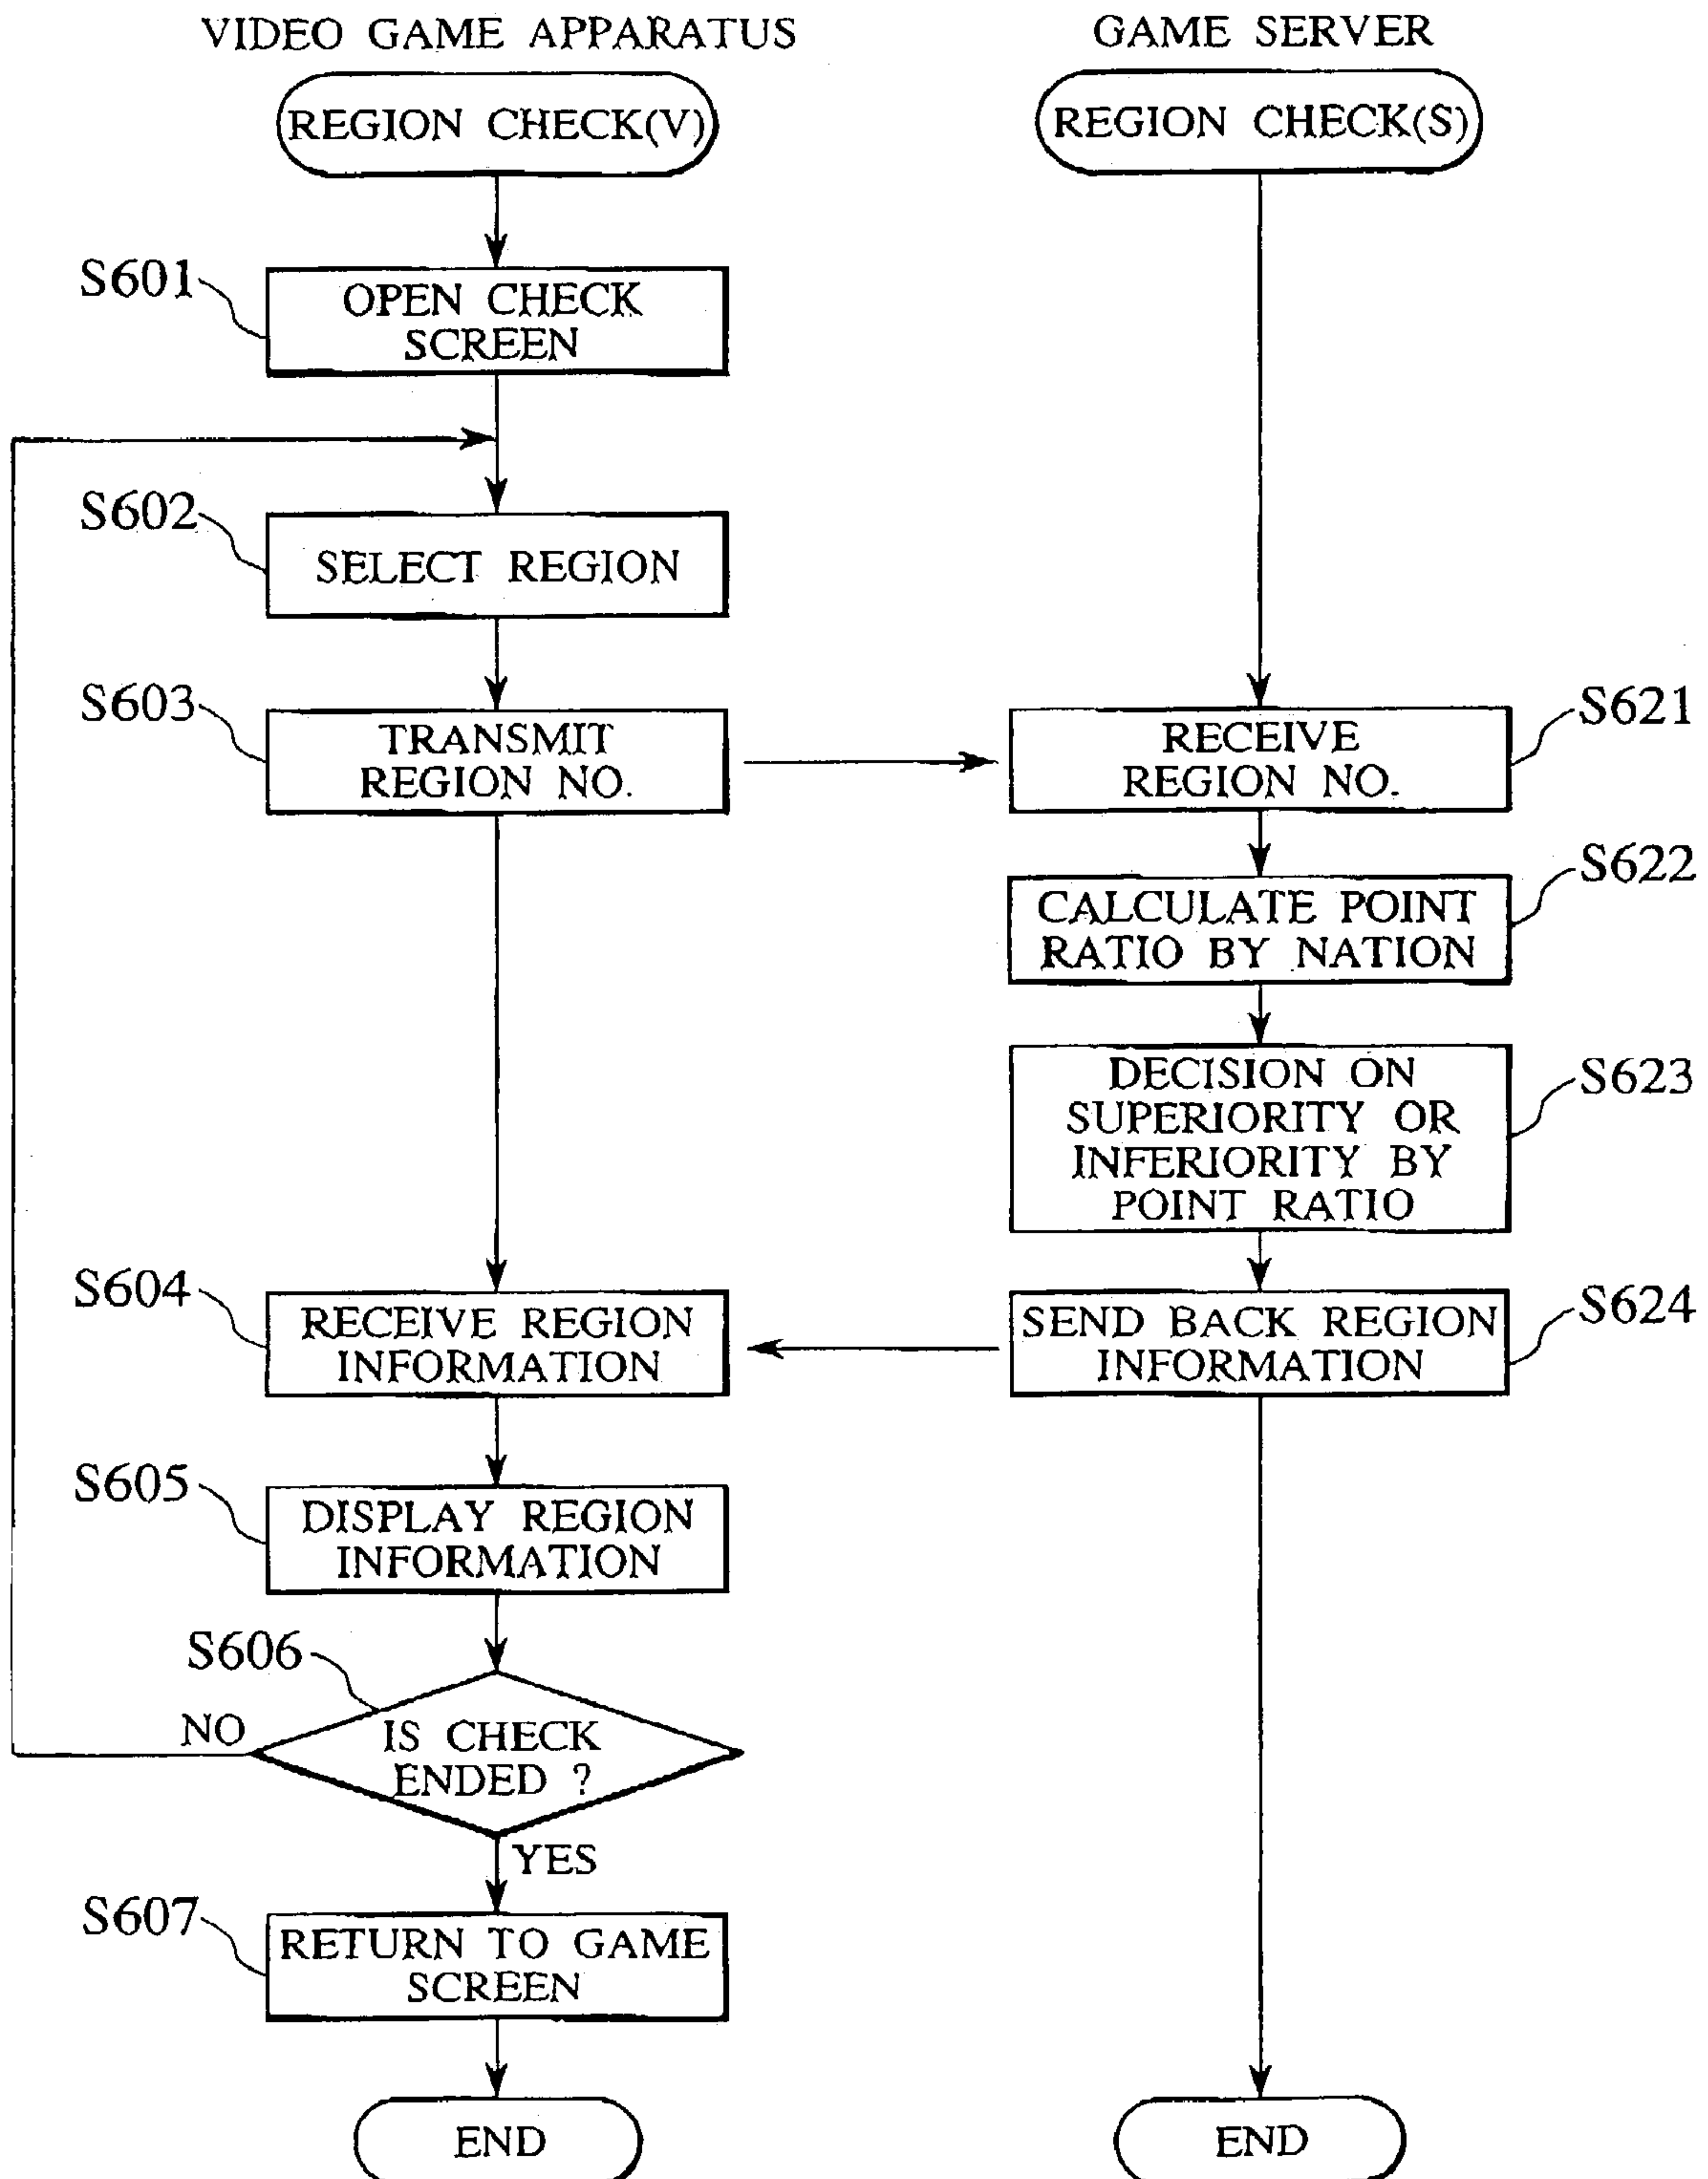 VIDEO GAME APPARATUS
REGION CHECK(V)
S601
OPEN CHECK
SCREEN
S602
SELECT REGION
S603
TRANSMIT
REGION NO.
S604
RECEIVE REGION
INFORMATION
S605
DISPLAY REGION
INFORMATION
S606
IS CHECK
ENDED ?
NO
YES
S607
RETURN TO GAME
SCREEN
END
GAME SERVER
REGION CHECK(S)
S621
RECEIVE
REGION NO.
S622
CALCULATE POINT
RATIO BY NATION
S623
DECISION ON
SUPERIORITY OR
INFERIORITY BY
POINT RATIO
S624
SEND BACK REGION
INFORMATION
END